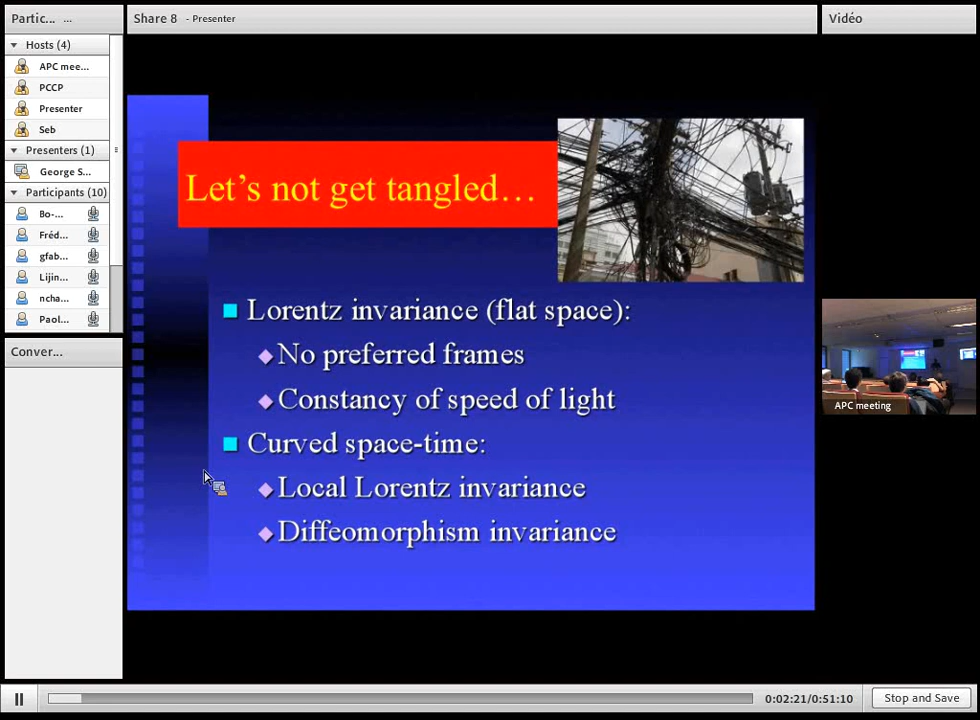 Partic... ...
Hosts (4)
APC mee...
PCCP
Presenter
Seb
Presenters (1)
George S...
Participants (10)
Bo-...
Fréd...
gfab...
Lijin...
ncha...
Paol...
Conver...
Share 8 - Presenter
Let's not get tangled...
Lorentz invariance (flat space):
No preferred frames
Constancy of speed of light
Curved space-time:
Local Lorentz invariance
Diffeomorphism invariance
Vidéo
APC meeting
0:02:21/0:51:10
Stop and Save